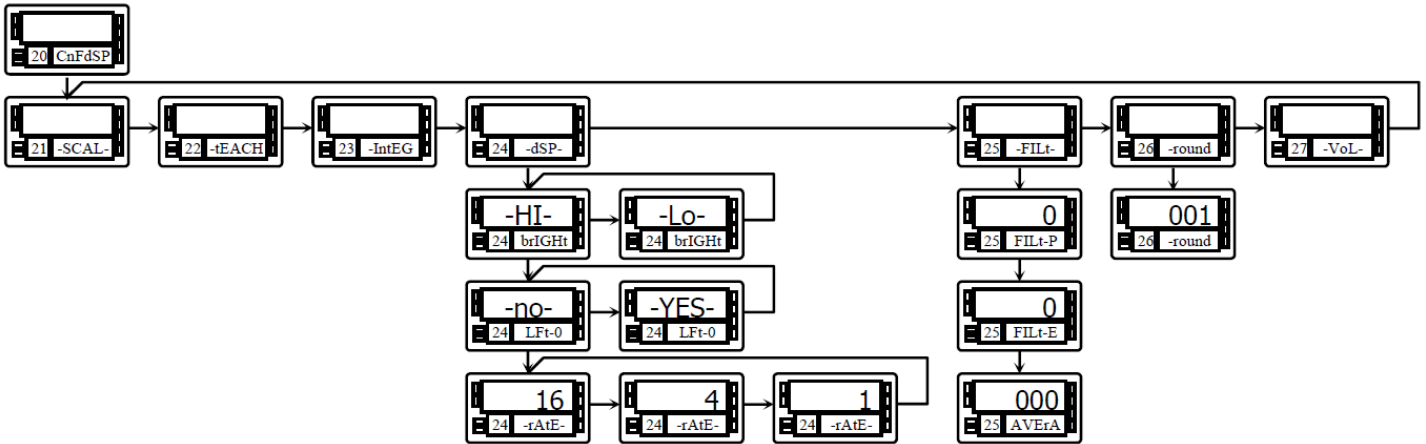 20 CnFdSP
21 -SCAL- 22 -tEACH 23 -IntEG 24 -dSP- 25 -FILt- 26 -round 27 -VoL-
-HI- -Lo- 0 001
24 brIGHt 24 brIGHt 25 FILt-P 26 -round
-no- -YES- 0
24 LFt-0 24 LFt-0 25 FILt-E
16 4 1 000
24 -rAtE- 24 -rAtE- 24 -rAtE- 25 AVErA